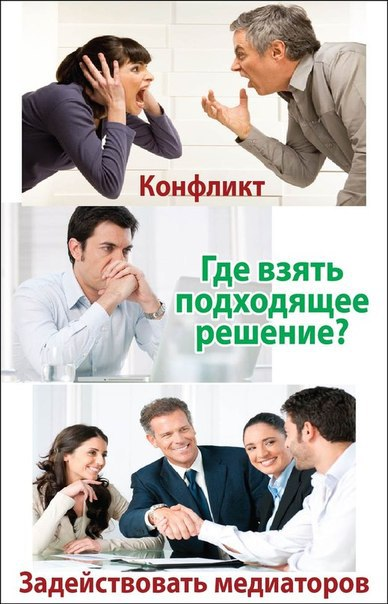 Конфликт
Где взять
подходящее
решение?
Задействовать медиаторов